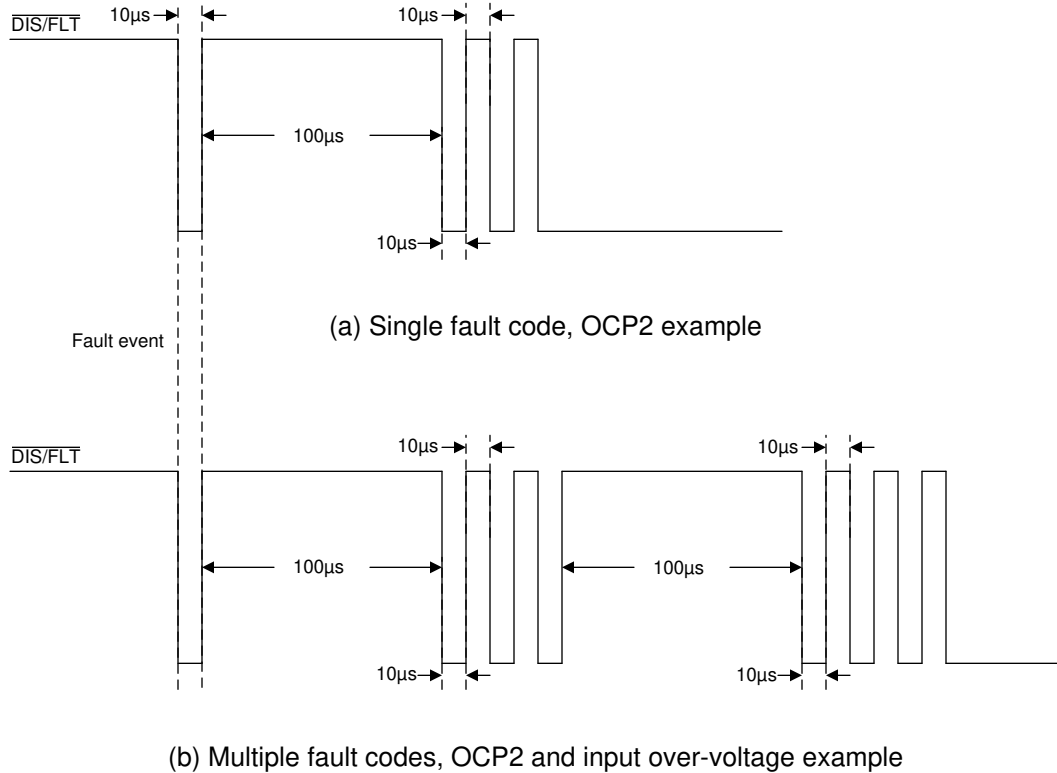 10µs
10µs
DIS/FLT
100µs
10µs
(a) Single fault code, OCP2 example
Fault event
10µs
10µs
DIS/FLT
100µs
100µs
10µs
10µs
(b) Multiple fault codes, OCP2 and input over-voltage example